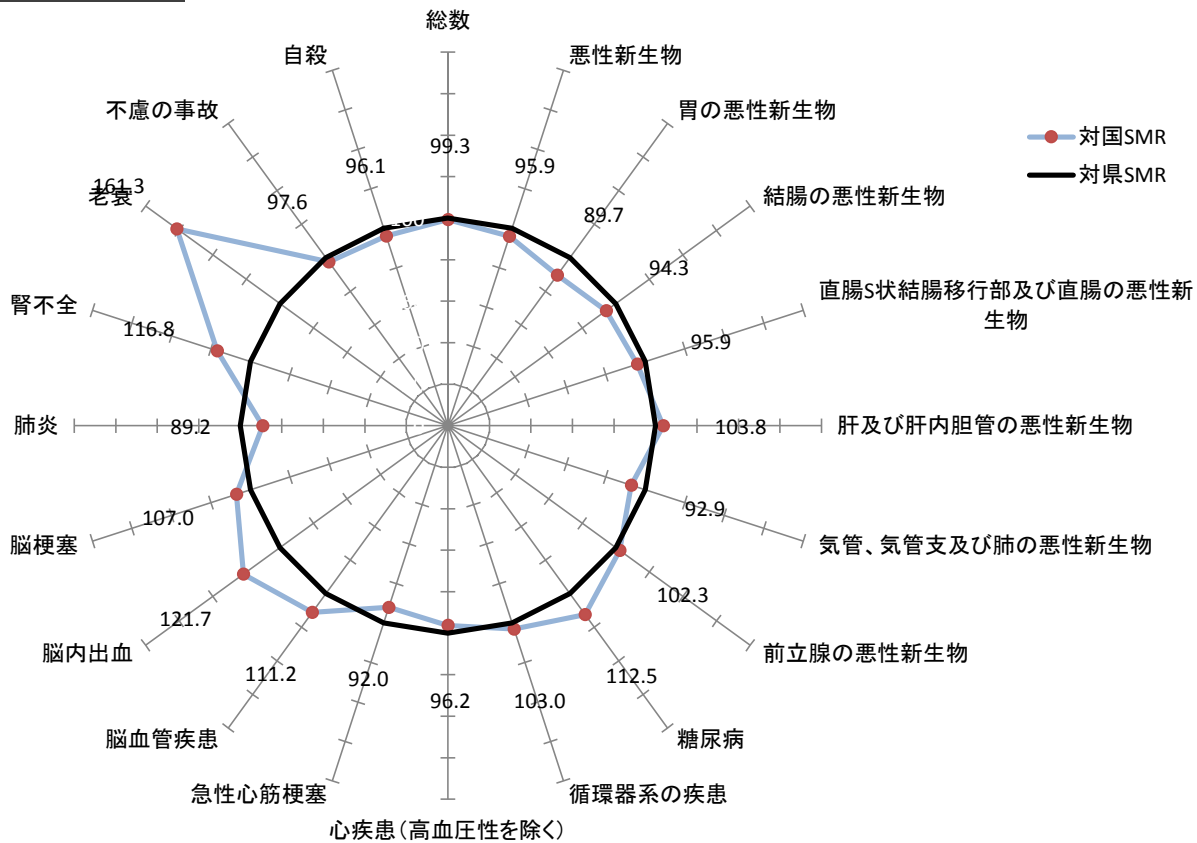 総数
自殺
悪性新生物
不慮の事故
胃の悪性新生物
対国SMR
対県SMR
99.3
96.1
95.9
161.3
老衰
97.6
89.7
結腸の悪性新生物
100
94.3
直腸S状結腸移行部及び直腸の悪性新
生物
腎不全
116.8
95.9
肺炎
89.2
103.8
肝及び肝内胆管の悪性新生物
脳梗塞
107.0
92.9
気管、気管支及び肺の悪性新生物
脳内出血
121.7
102.3
前立腺の悪性新生物
111.2
92.0
96.2
103.0
112.5
脳血管疾患
糖尿病
急性心筋梗塞
循環器系の疾患
心疾患(高血圧性を除く)